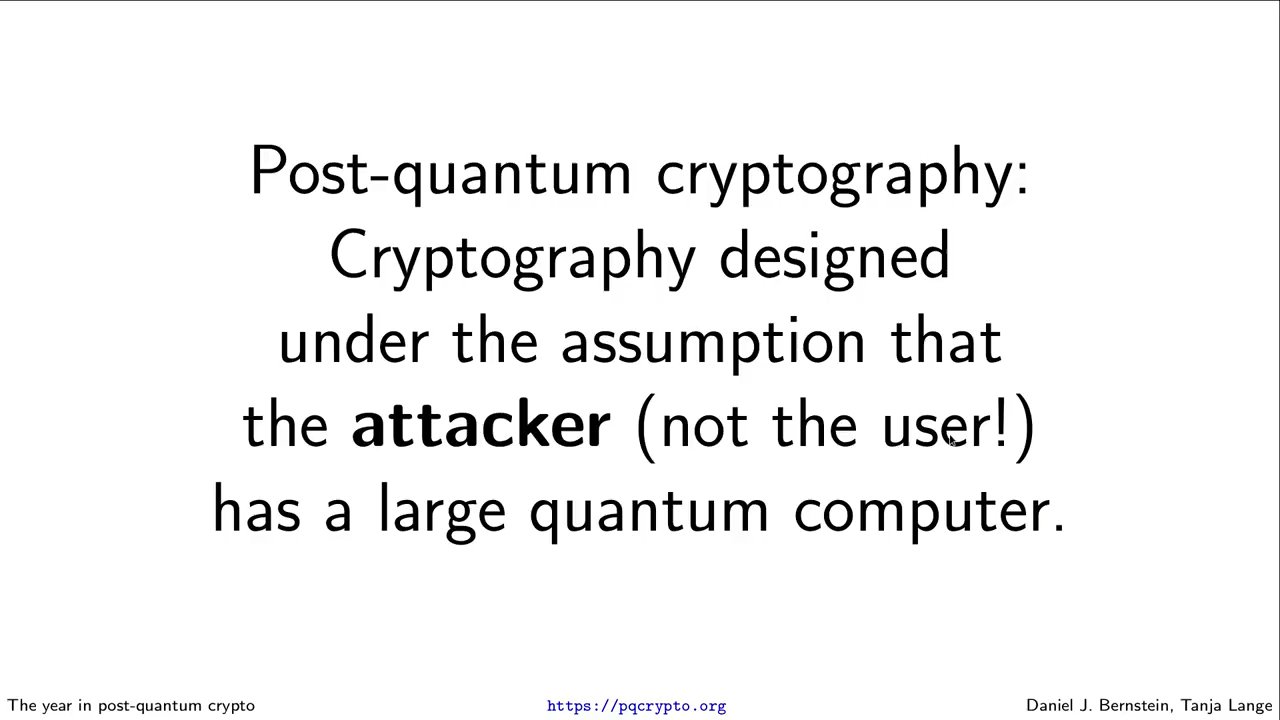 Post-quantum cryptography:
Cryptography designed
under the assumption that
the attacker (not the user!)
has a large quantum computer.
The year in post-quantum crypto
https://pqcrypto.org
Daniel J. Bernstein, Tanja Lange